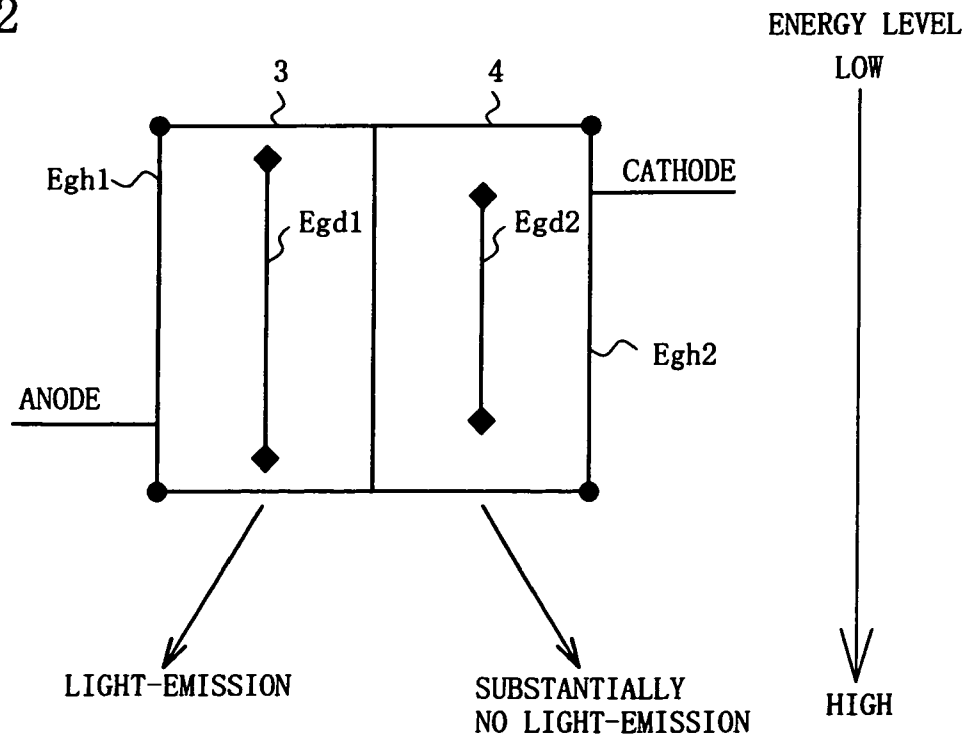 2
ENERGY LEVEL
LOW
3
4
Egh1
CATHODE
Egd1
Egd2
Egh2
ANODE
LIGHT-EMISSION
SUBSTANTIALLY
NO LIGHT-EMISSION
HIGH